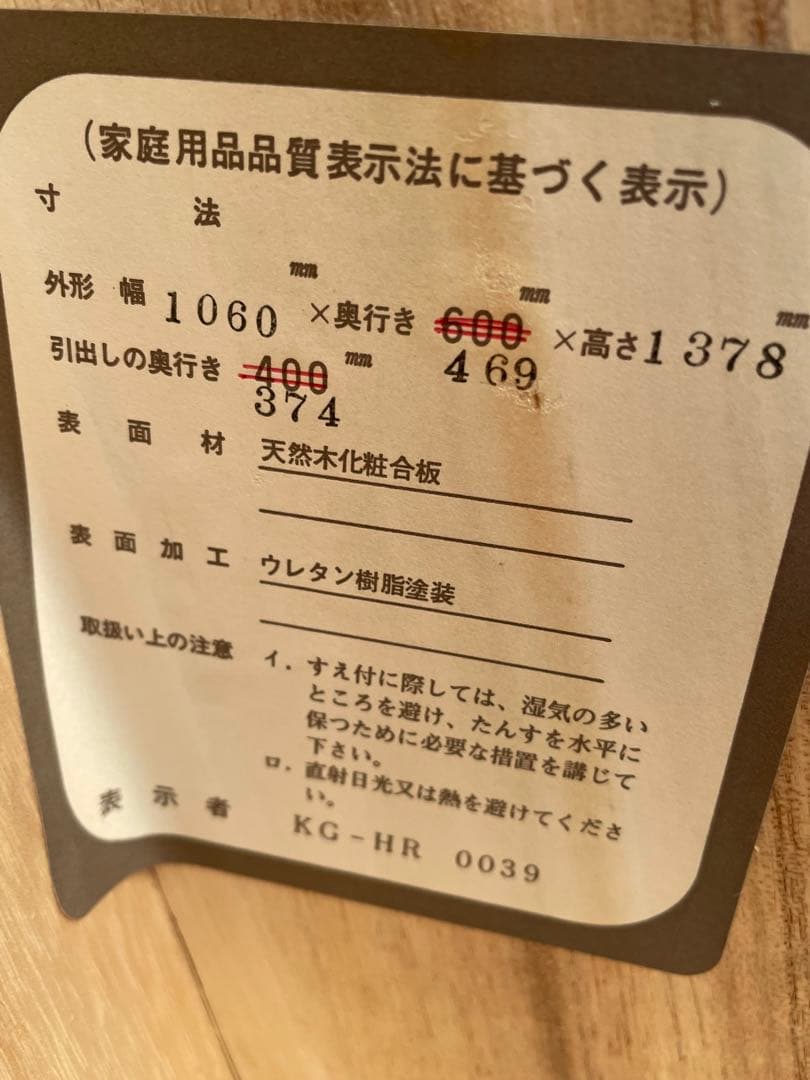 (家庭用品品質表示法に基づく表示)
寸法
外形 幅 1060 mm ×奥行き 600 mm ×高さ 1378 mm
469
引出しの奥行き 400 mm
374
表面材 天然木化粧合板
表面加工 ウレタン樹脂塗装
取扱い上の注意 イ. すえ付に際しては、湿気の多い
ところを避け、たんすを水平に
保つために必要な措置を講じて
下さい。
ロ. 直射日光又は熱を避けてくださ
い。
表示者 KG-HR 0039